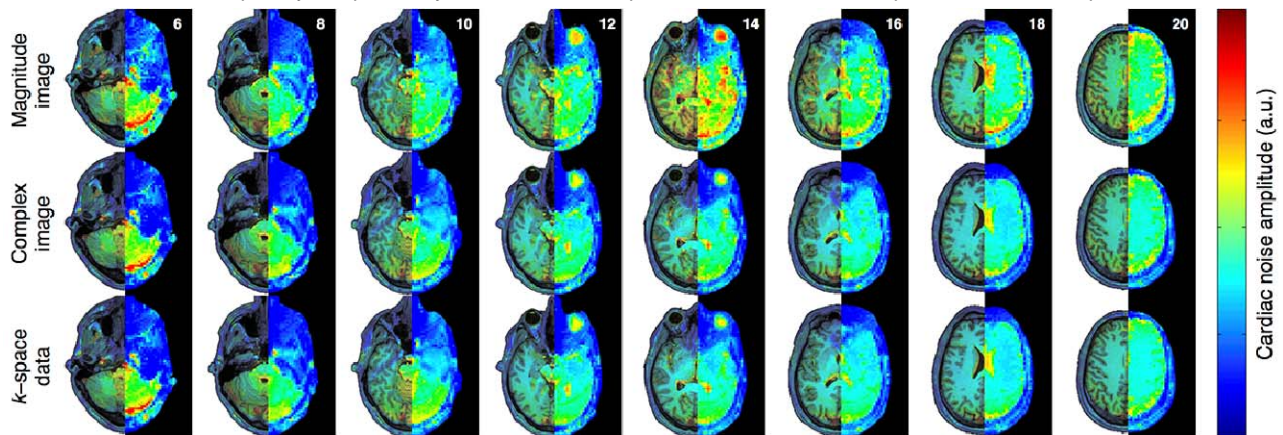 6
8
10
12
14
16
18
20
Magnitude
image
Complex
image
k-space
data
Cardiac noise amplitude (a.u.)